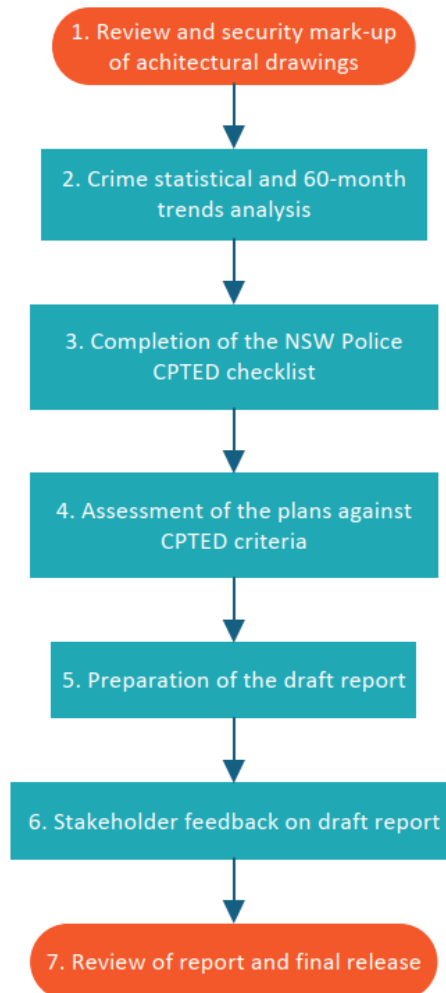 1. Review and security mark-up
of achitectural drawings
2. Crime statistical and 60-month
trends analysis
3. Completion of the NSW Police
CPTED checklist
4. Assessment of the plans against
CPTED criteria
5. Preparation of the draft report
6. Stakeholder feedback on draft report
7. Review of report and final release